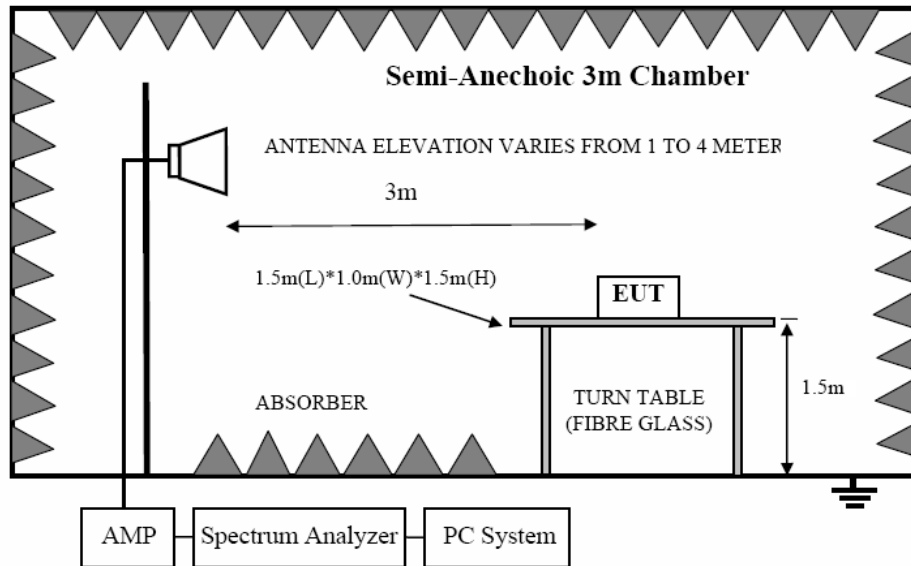 Semi-Anechoic 3m Chamber
ANTENNA ELEVATION VARIES FROM 1 TO 4 METER
3m
1.5m(L)*1.0m(W)*1.5m(H)
EUT
ABSORBER
TURN TABLE
(FIBRE GLASS)
1.5m
AMP
Spectrum Analyzer
PC System